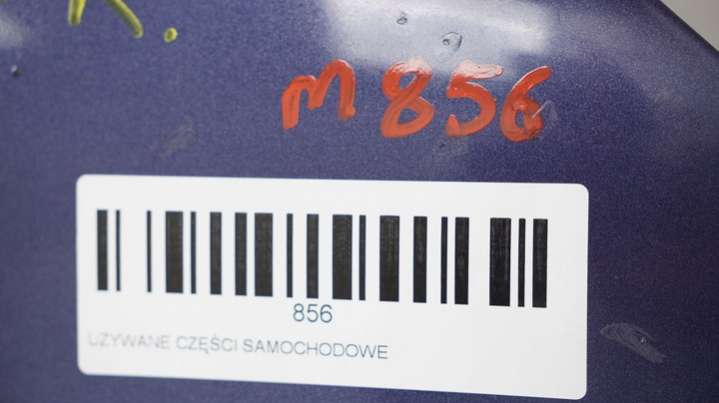 K.
M 856
856
UŻYWANE CZĘŚCI SAMOCHODOWE